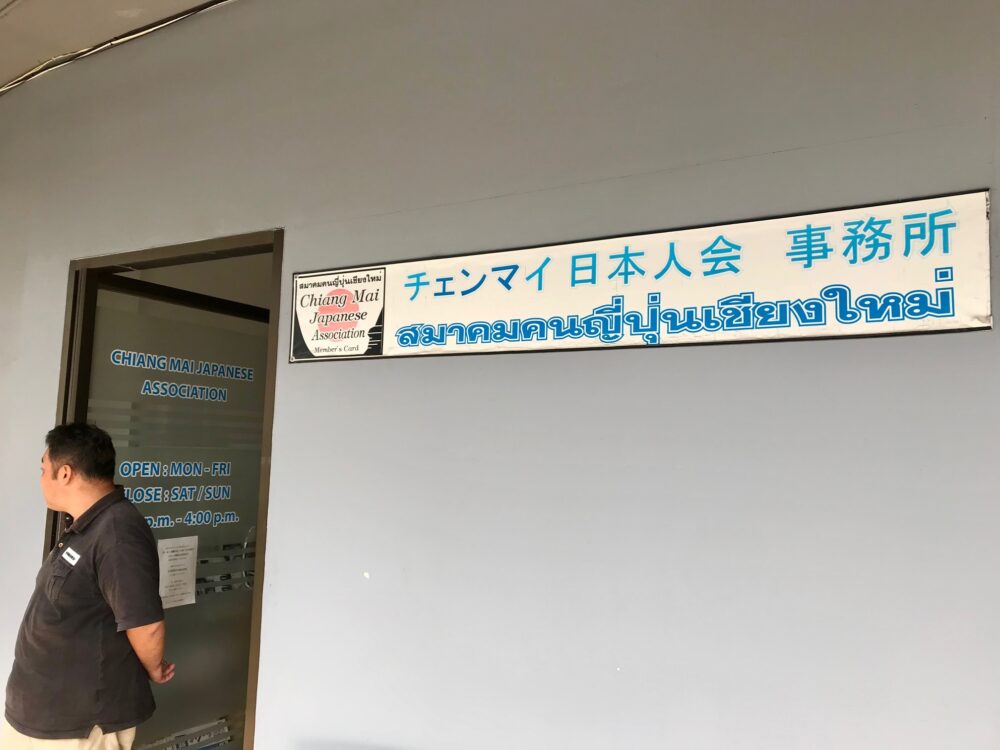 チェンマイ日本人会 事務所
สมาคมคนญี่ปุ่นเชียงใหม่
สมาคมคนญี่ปุ่นเชียงใหม่
Chiang Mai
Japanese
Association
Member's Card
CHIANG MAI JAPANESE
ASSOCIATION
OPEN : MON - FRI
CLOSE : SAT / SUN
p.m. - 4:00 p.m.